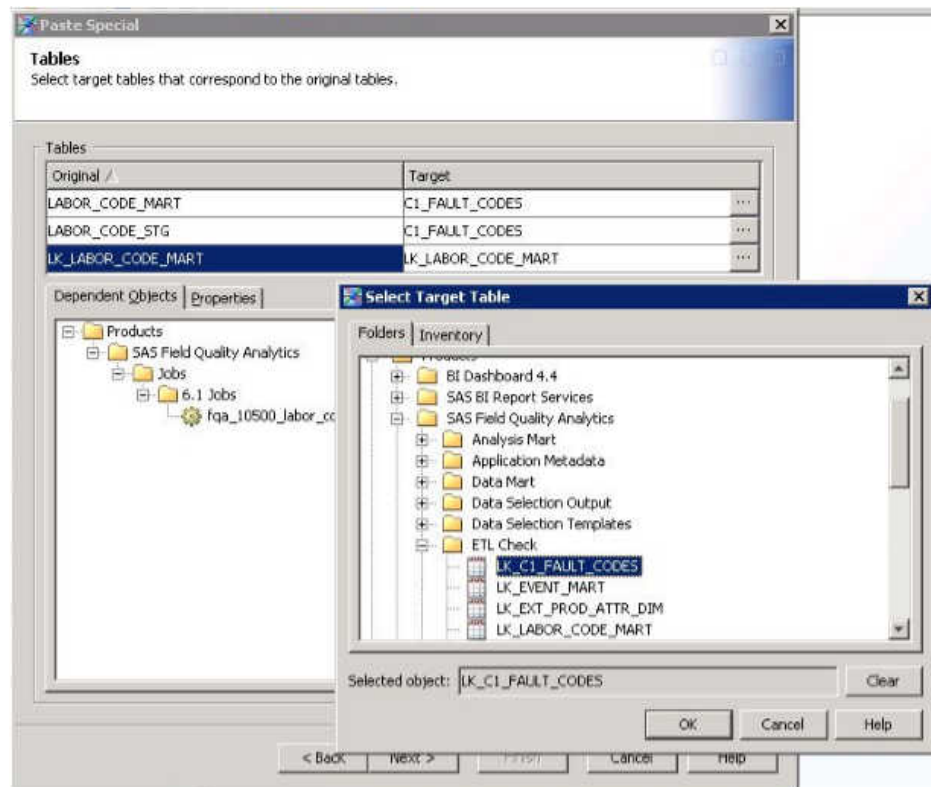 Paste Special
Tables
Select target tables that correspond to the original tables.
Tables
Original
Target
LABOR_CODE_MART
C1_FAULT_CODES
...
LABOR_CODE_STG
C1_FAULT_CODES
...
LK_LABOR_CODE_MART
LK_LABOR_CODE_MART
...
Dependent Objects
Properties
Products
SAS Field Quality Analytics
Jobs
6.1 Jobs
fqa_10500_labor_co
Select Target Table
Folders
Inventory
Products
BI Dashboard 4.4
SAS BI Report Services
SAS Field Quality Analytics
Analysis Mart
Application Metadata
Data Mart
Data Selection Output
Data Selection Templates
ETL Check
LK_C1_FAULT_CODES
LK_EVENT_MART
LK_EXT_PROD_ATTR_DIM
LK_LABOR_CODE_MART
Selected object: LK_C1_FAULT_CODES
Clear
OK
Cancel
Help
< Back
Next >
Finish
Cancel
Help